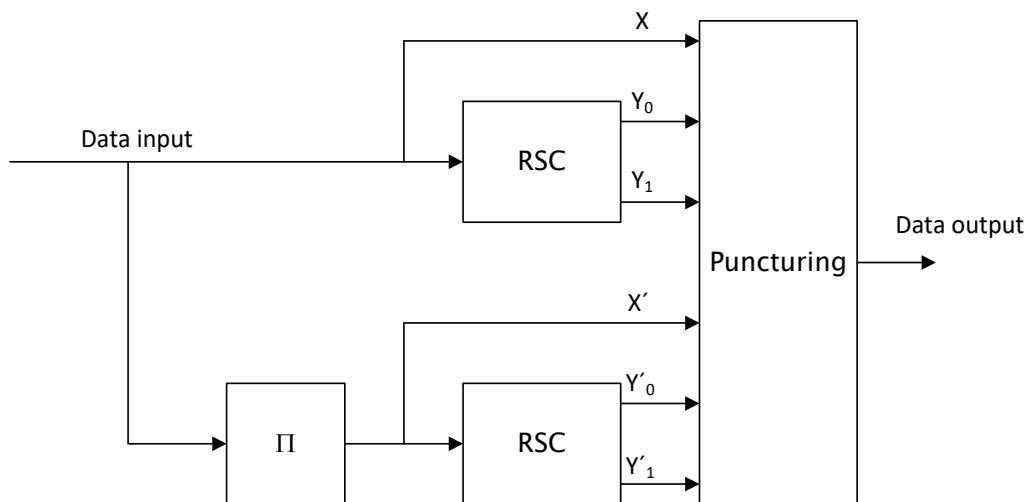 X
Y₀
Data input
RSC
Y₁
Data output
Puncturing
X´
Y´₀
Π
RSC
Y´₁